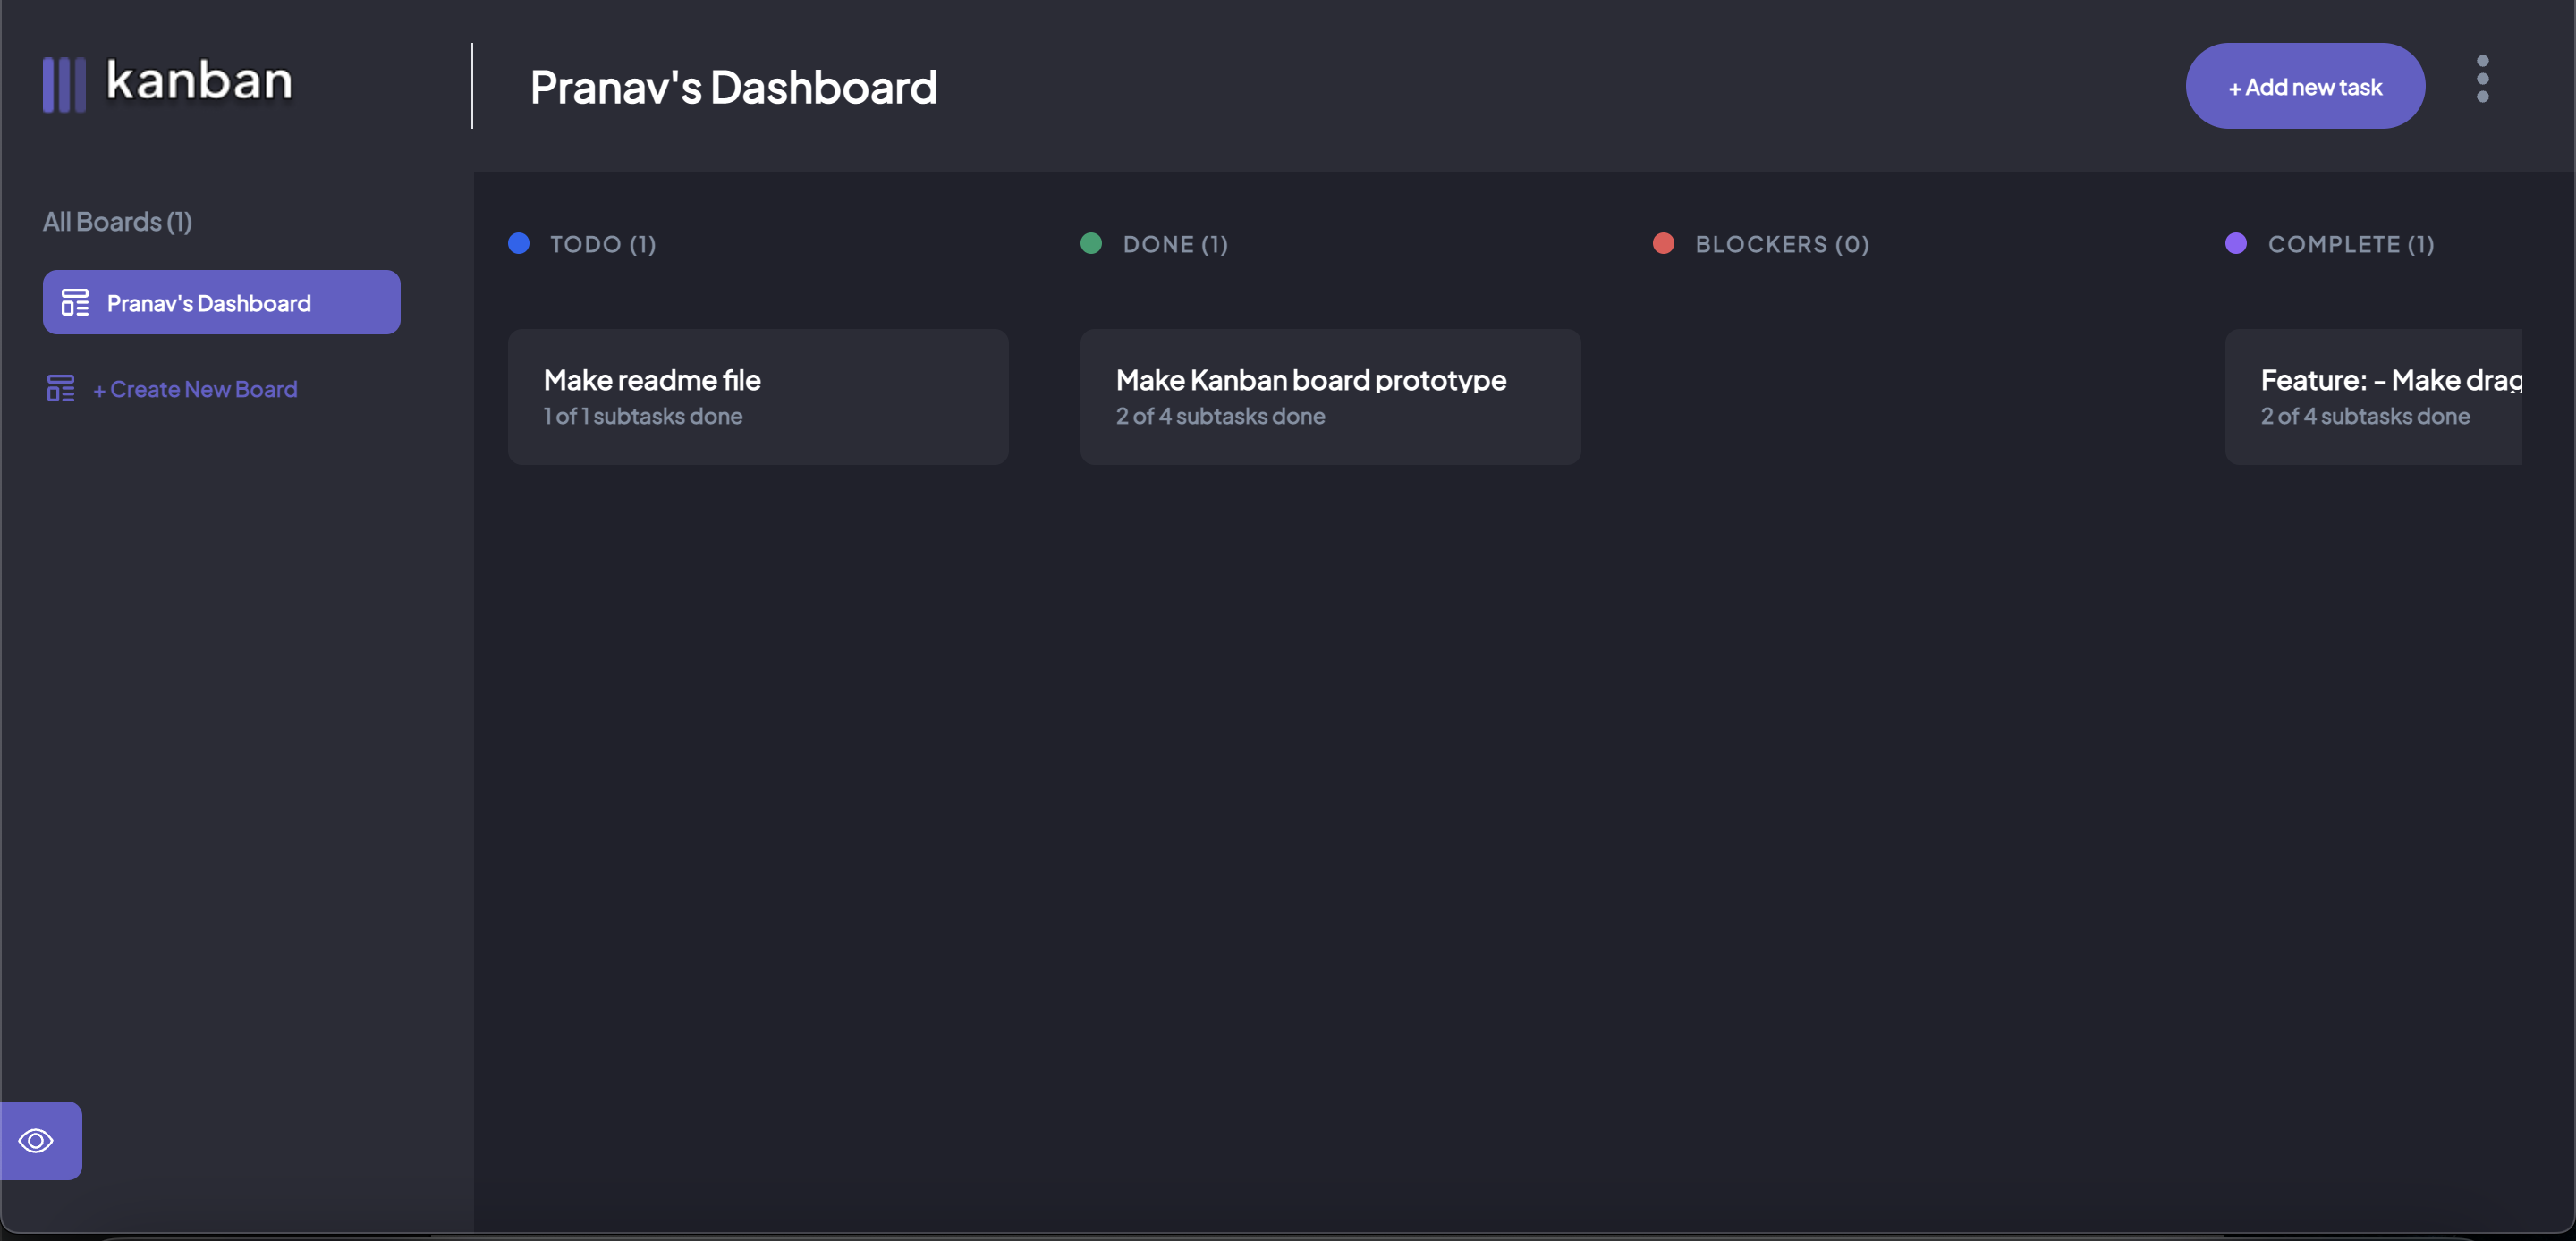 kanban
Pranav's Dashboard
+ Add new task
All Boards (1)
Pranav's Dashboard
+ Create New Board
TODO (1)
Make readme file
1 of 1 subtasks done
DONE (1)
Make Kanban board prototype
2 of 4 subtasks done
BLOCKERS (0)
COMPLETE (1)
Feature: - Make drag
2 of 4 subtasks done